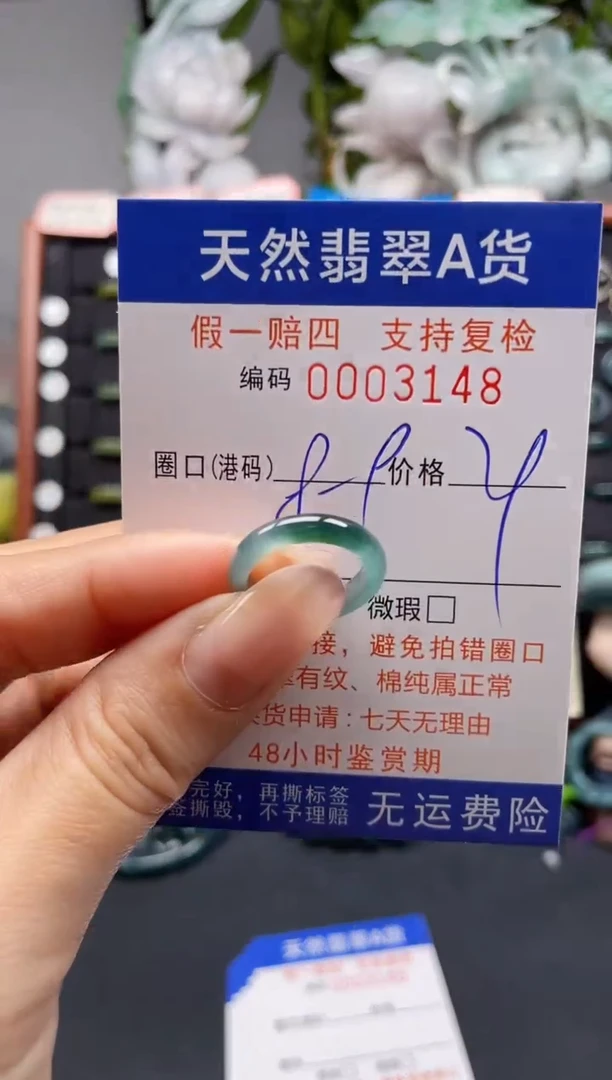 天然翡翠A货
假一赔四 支持复检
编码 0003148
圈口(港码) 价格
微瑕□
接，避免拍错圈口
有纹、棉纯属正常
货申请：七天无理由
48小时鉴赏期
完好，再撕标签
签撕毁，不予理赔
无运费险
天然翡翠A货